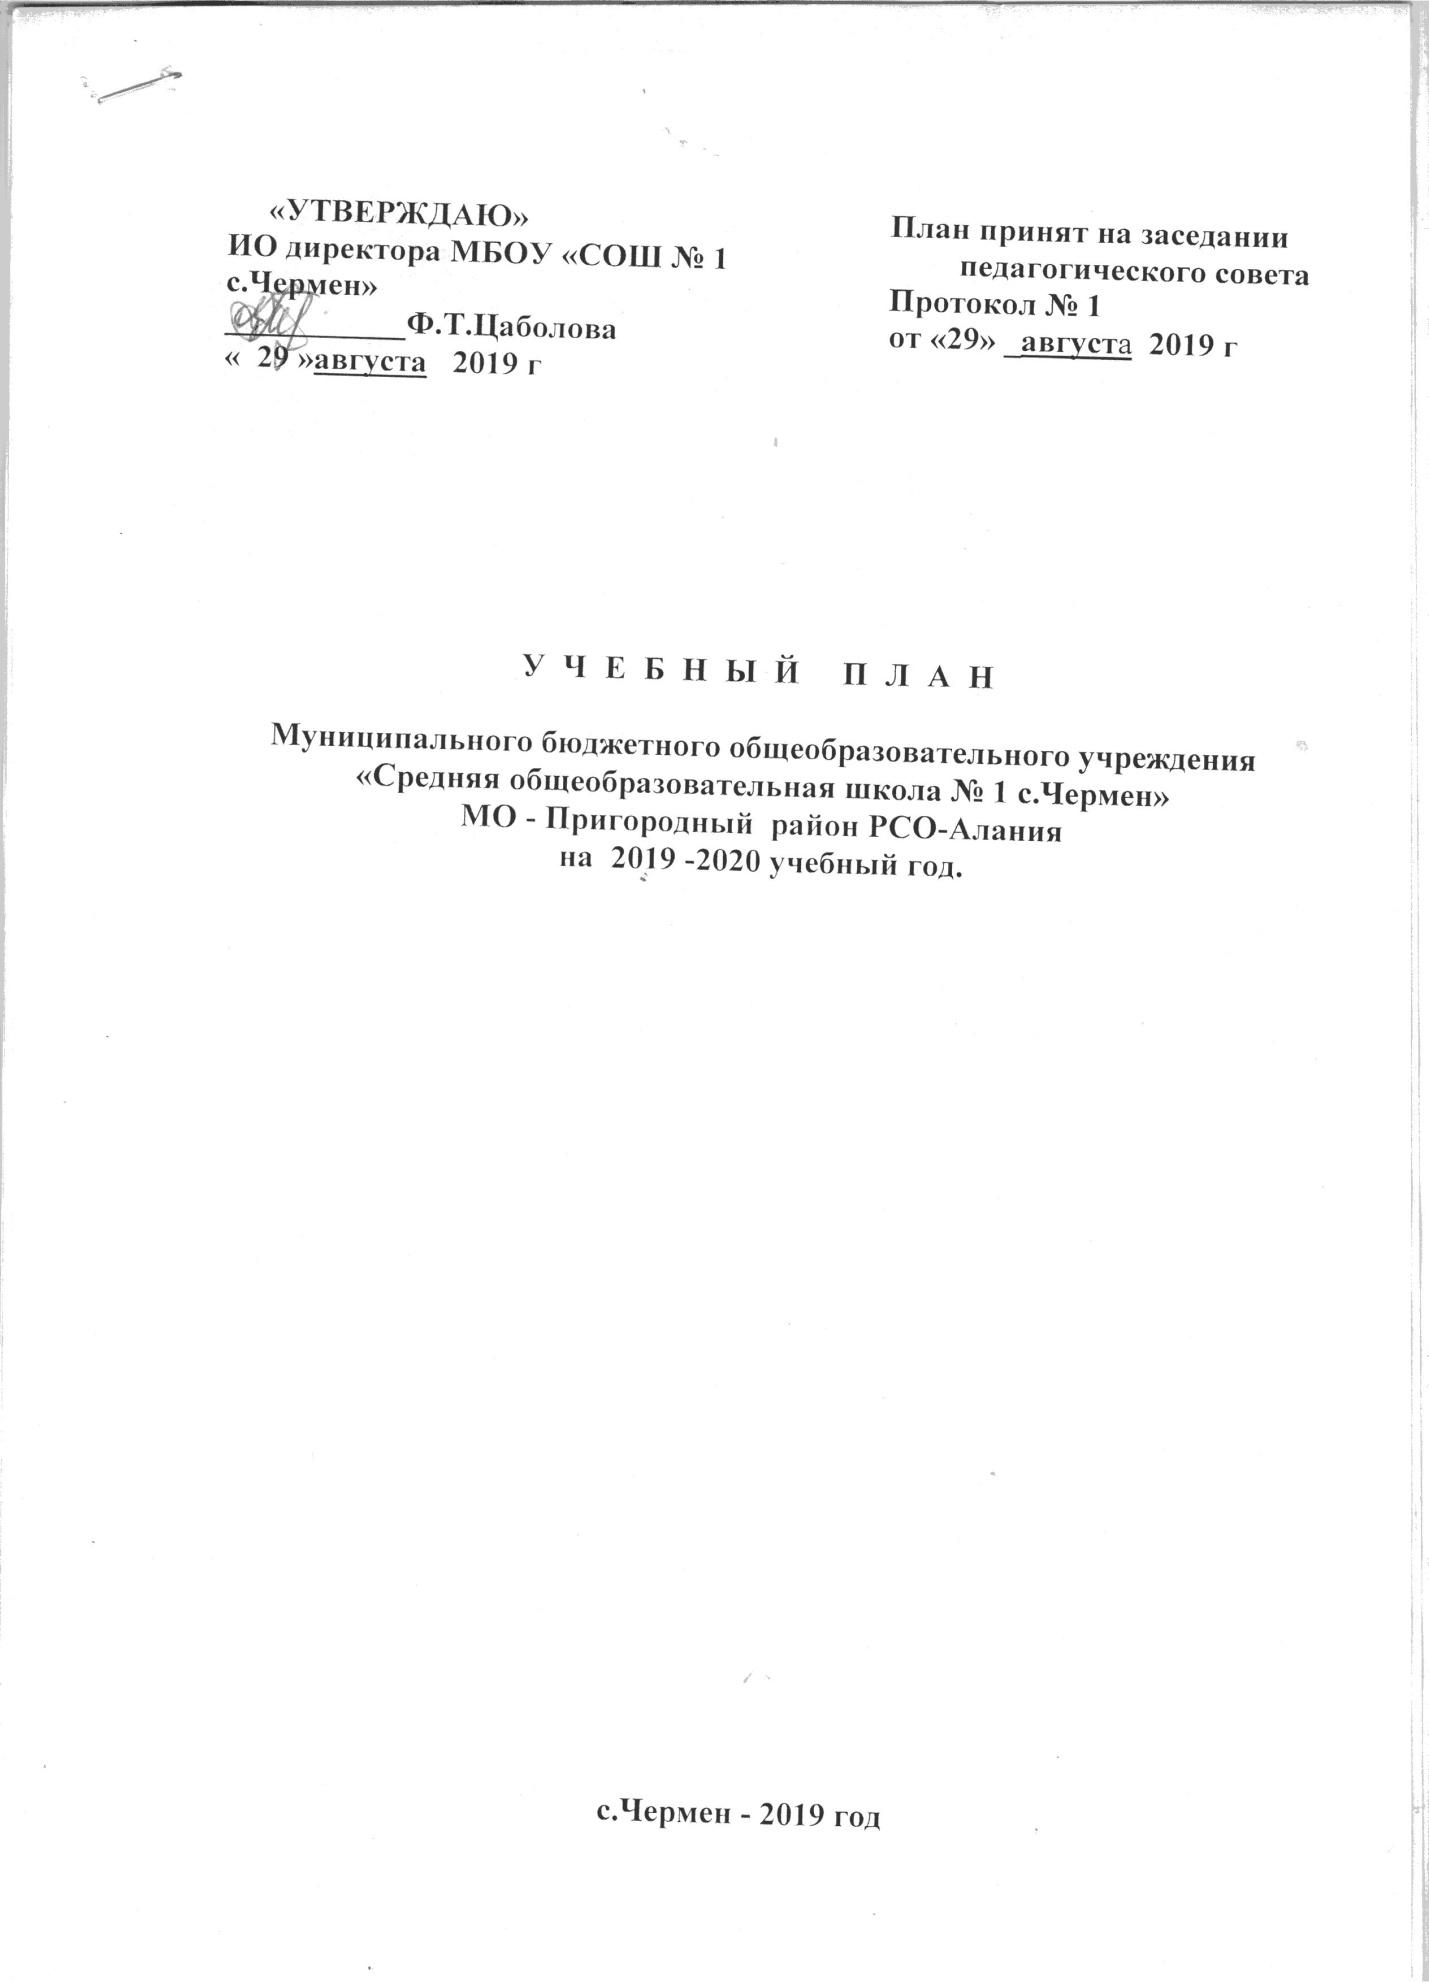 «УТВЕРЖДАЮ»
ИО директора МБОУ «СОШ № 1
с.Чермен»
____________Ф.Т.Цаболова
« 29 »августа 2019 г
План принят на заседании
педагогического совета
Протокол № 1
от «29» _августа 2019 г
У Ч Е Б Н Ы Й П Л А Н
Муниципального бюджетного общеобразовательного учреждения
«Средняя общеобразовательная школа № 1 с.Чермен»
МО - Пригородный район РСО-Алания
на 2019 -2020 учебный год.
с.Чермен - 2019 год